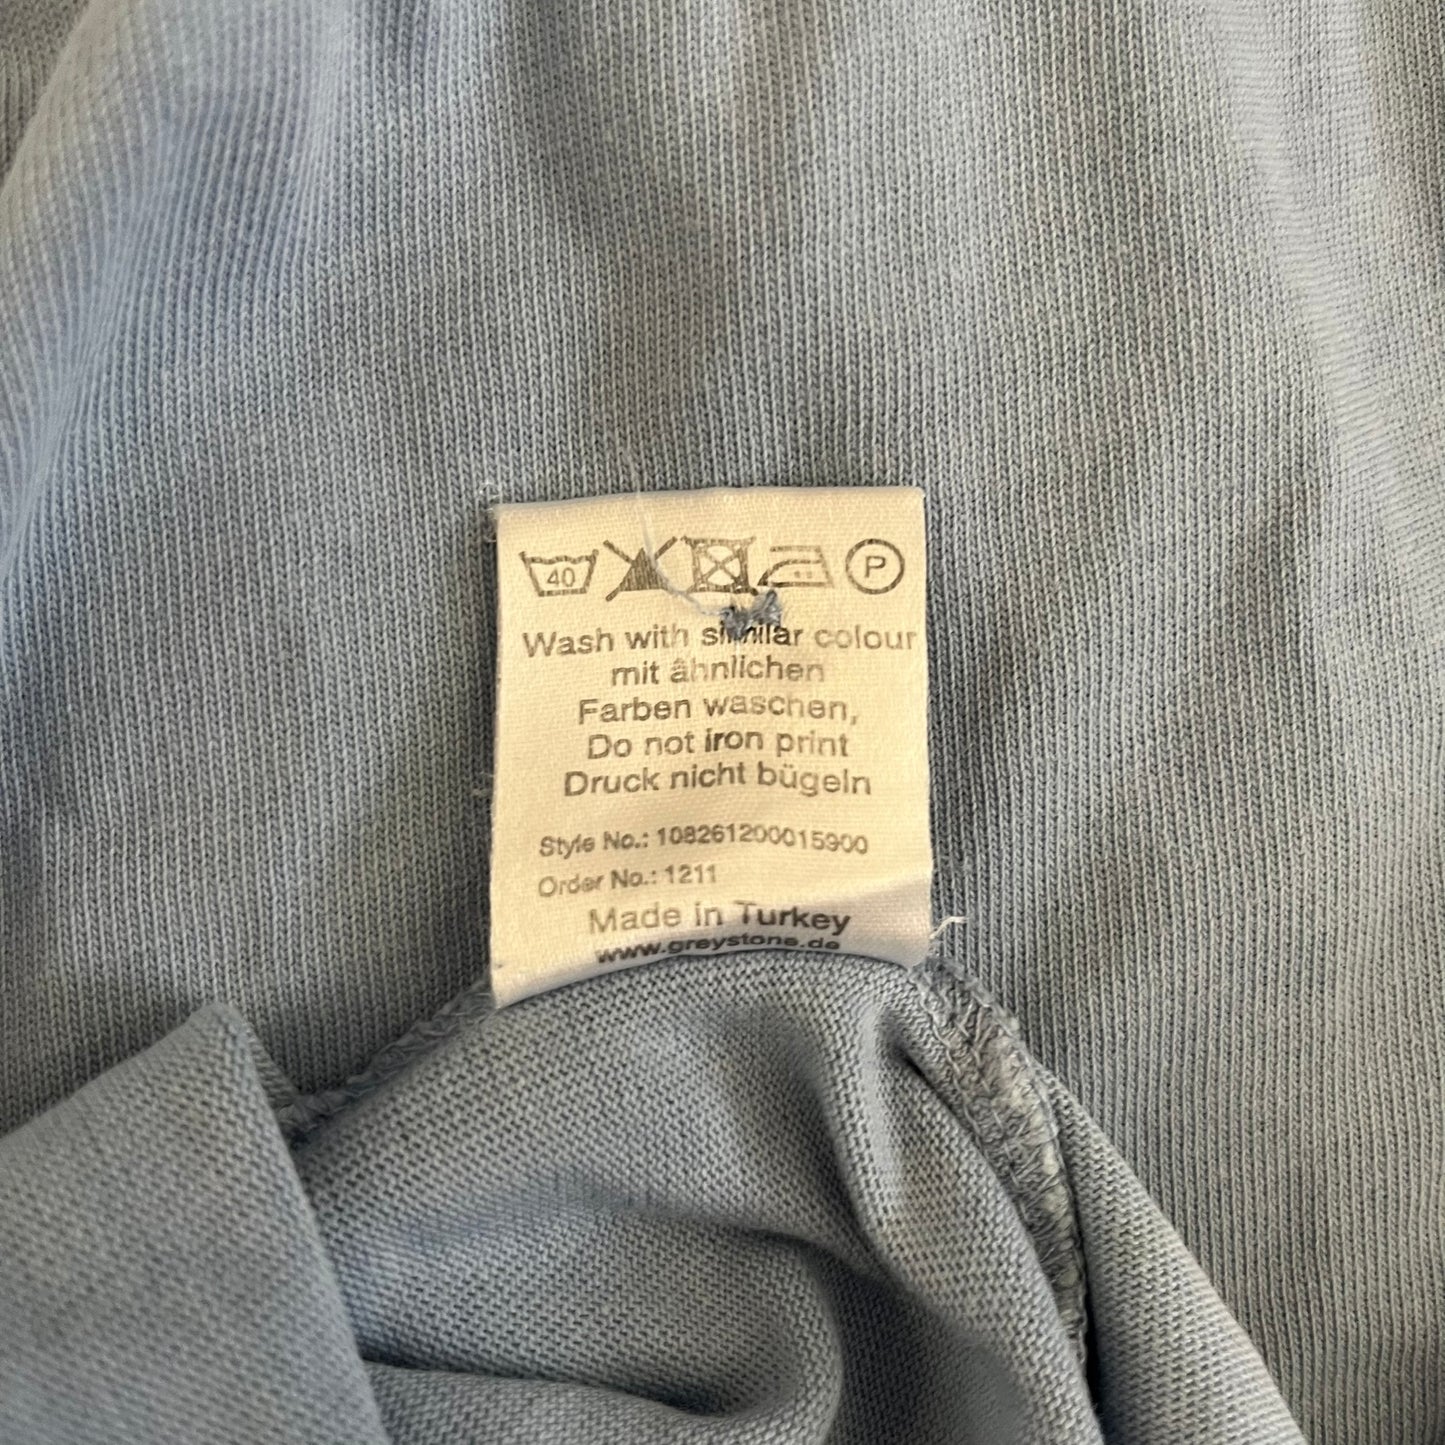 40 P
Wash with similar colour
mit ähnlichen
Farben waschen,
Do not iron print
Druck nicht bügeln
Style No.: 108261200015900
Order No.: 1211
Made in Turkey
www.greystone.de